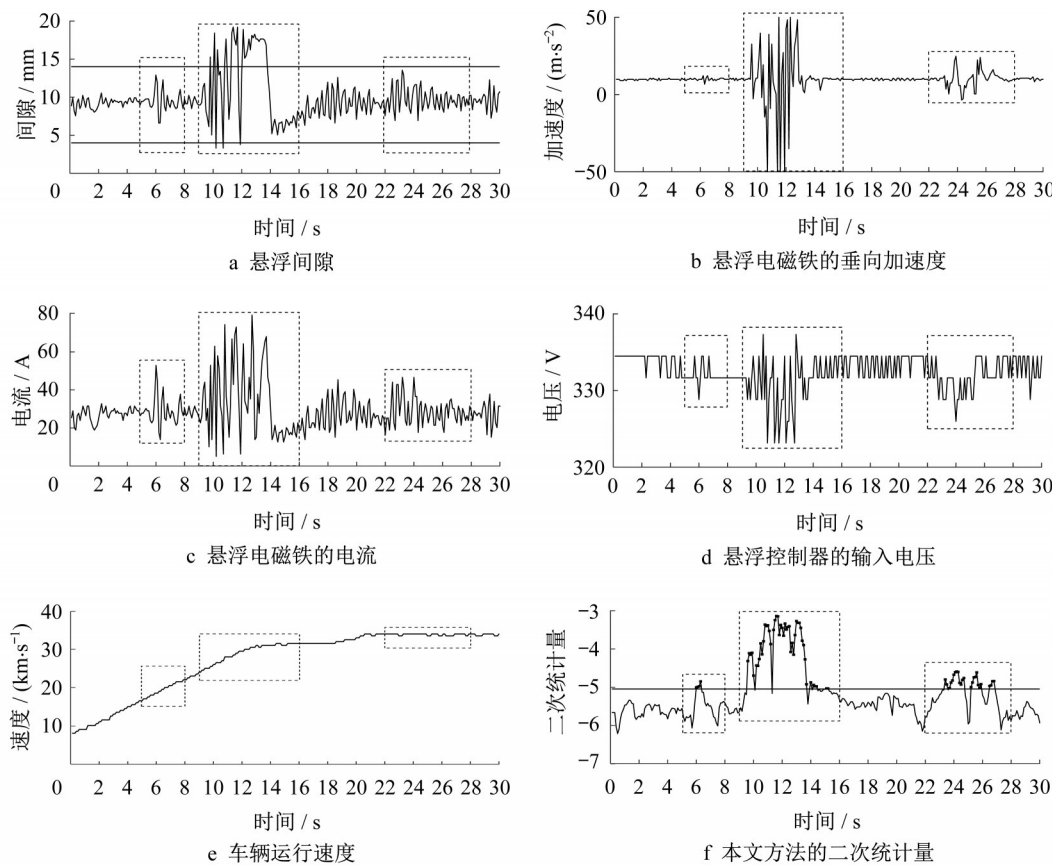 20
15
10
5
间隙 / mm
0 2 4 6 8 10 12 14 16 18 20 22 24 26 28 30
时间 / s
a 悬浮间隙
50
0
−50
加速度 / (m·s⁻²)
0 2 4 6 8 10 12 14 16 18 20 22 24 26 28 30
时间 / s
b 悬浮电磁铁的垂向加速度
80
60
40
20
电流 / A
0 2 4 6 8 10 12 14 16 18 20 22 24 26 28 30
时间 / s
c 悬浮电磁铁的电流
340
330
320
电压 / V
0 2 4 6 8 10 12 14 16 18 20 22 24 26 28 30
时间 / s
d 悬浮控制器的输入电压
40
30
20
10
速度 / (km·s⁻¹)
0 2 4 6 8 10 12 14 16 18 20 22 24 26 28 30
时间 / s
e 车辆运行速度
−3
−4
−5
−6
−7
二次统计量
0 2 4 6 8 10 12 14 16 18 20 22 24 26 28 30
时间 / s
f 本文方法的二次统计量